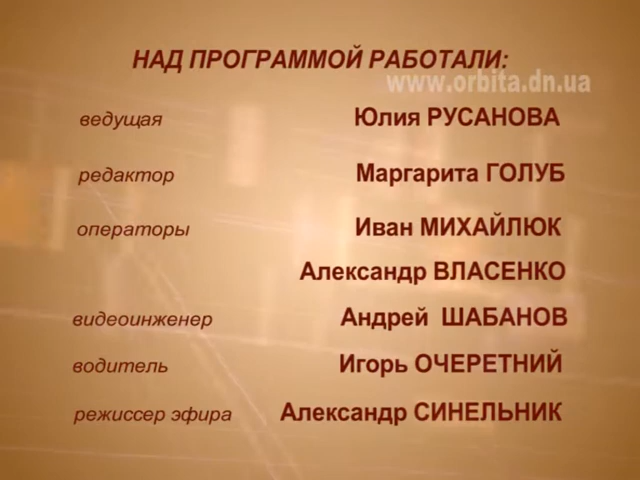 НАД ПРОГРАММОЙ РАБОТАЛИ:
www.orbita.dn.ua
ведущая Юлия РУСАНОВА
редактор Маргарита ГОЛУБ
операторы Иван МИХАЙЛЮК
Александр ВЛАСЕНКО
видеоинженер Андрей ШАБАНОВ
водитель Игорь ОЧЕРЕТНИЙ
режиссер эфира Александр СИНЕЛЬНИК